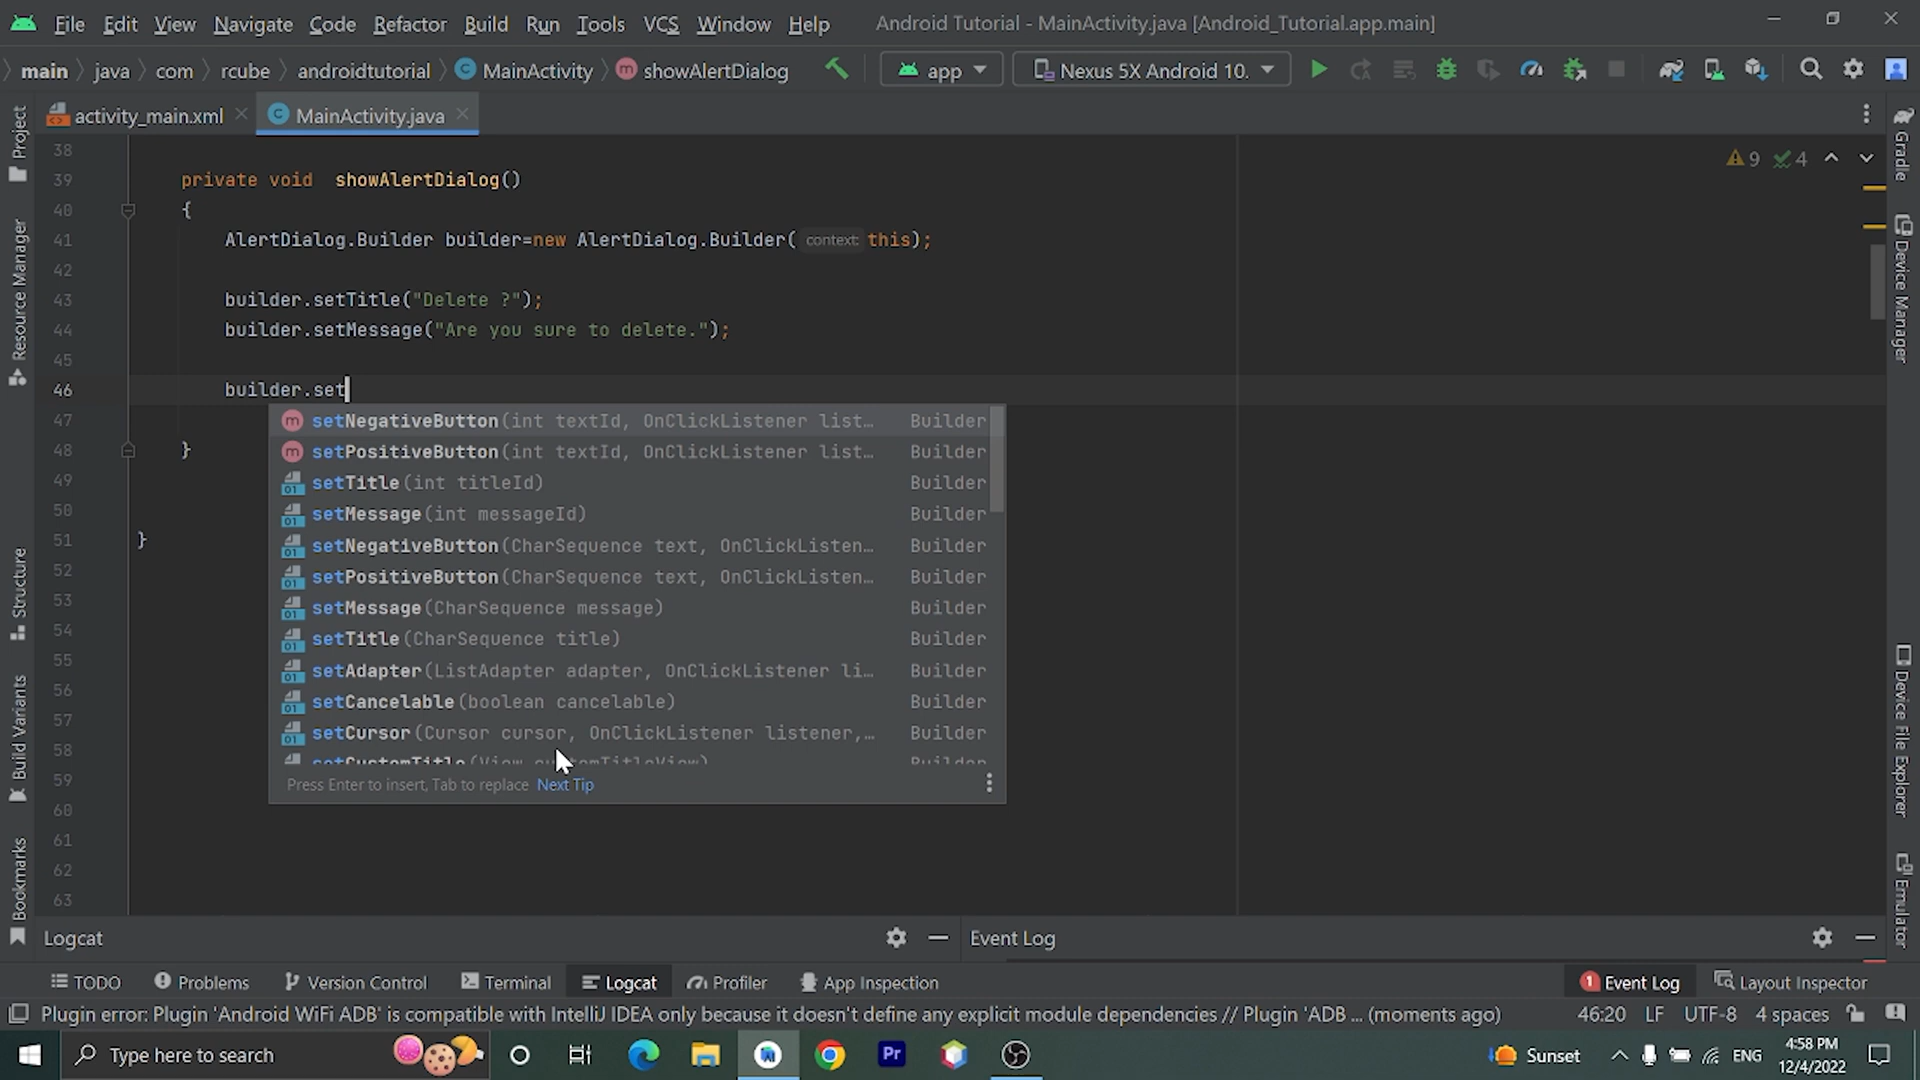 File Edit View Navigate Code Refactor Build Run Tools VCS Window Help Android Tutorial - MainActivity.java [Android_Tutorial.app.main]
main java com rcube androidtutorial MainActivity showAlertDialog app Nexus 5X Android 10.
activity_main.xml MainActivity.java
9 4
38
39 private void showAlertDialog()
40 {
41 AlertDialog.Builder builder=new AlertDialog.Builder( context: this);
42
43 builder.setTitle("Delete ?");
44 builder.setMessage("Are you sure to delete.");
45
46 builder.set
47
48 }
49
50
51 }
52
53
54
55
56
57
58
59
60
61
62
63
setNegativeButton(int textId, OnClickListener list… Builder
setPositiveButton(int textId, OnClickListener list… Builder
setTitle(int titleId) Builder
setMessage(int messageId) Builder
setNegativeButton(CharSequence text, OnClickListen… Builder
setPositiveButton(CharSequence text, OnClickListen… Builder
setMessage(CharSequence message) Builder
setTitle(CharSequence title) Builder
setAdapter(ListAdapter adapter, OnClickListener li… Builder
setCancelable(boolean cancelable) Builder
setCursor(Cursor cursor, OnClickListener listener,… Builder
setCustomTitle(View customTitleView) Builder
Press Enter to insert, Tab to replace Next Tip
Project
Resource Manager
Structure
Build Variants
Bookmarks
Gradle
Device Manager
Device File Explorer
Emulator
Logcat Event Log
TODO Problems Version Control Terminal Logcat Profiler App Inspection 1 Event Log Layout Inspector
Plugin error: Plugin 'Android WiFi ADB' is compatible with IntelliJ IDEA only because it doesn't define any explicit module dependencies // Plugin 'ADB ... (moments ago) 46:20 LF UTF-8 4 spaces
Type here to search Pr Sunset ENG 4:58 PM
12/4/2022